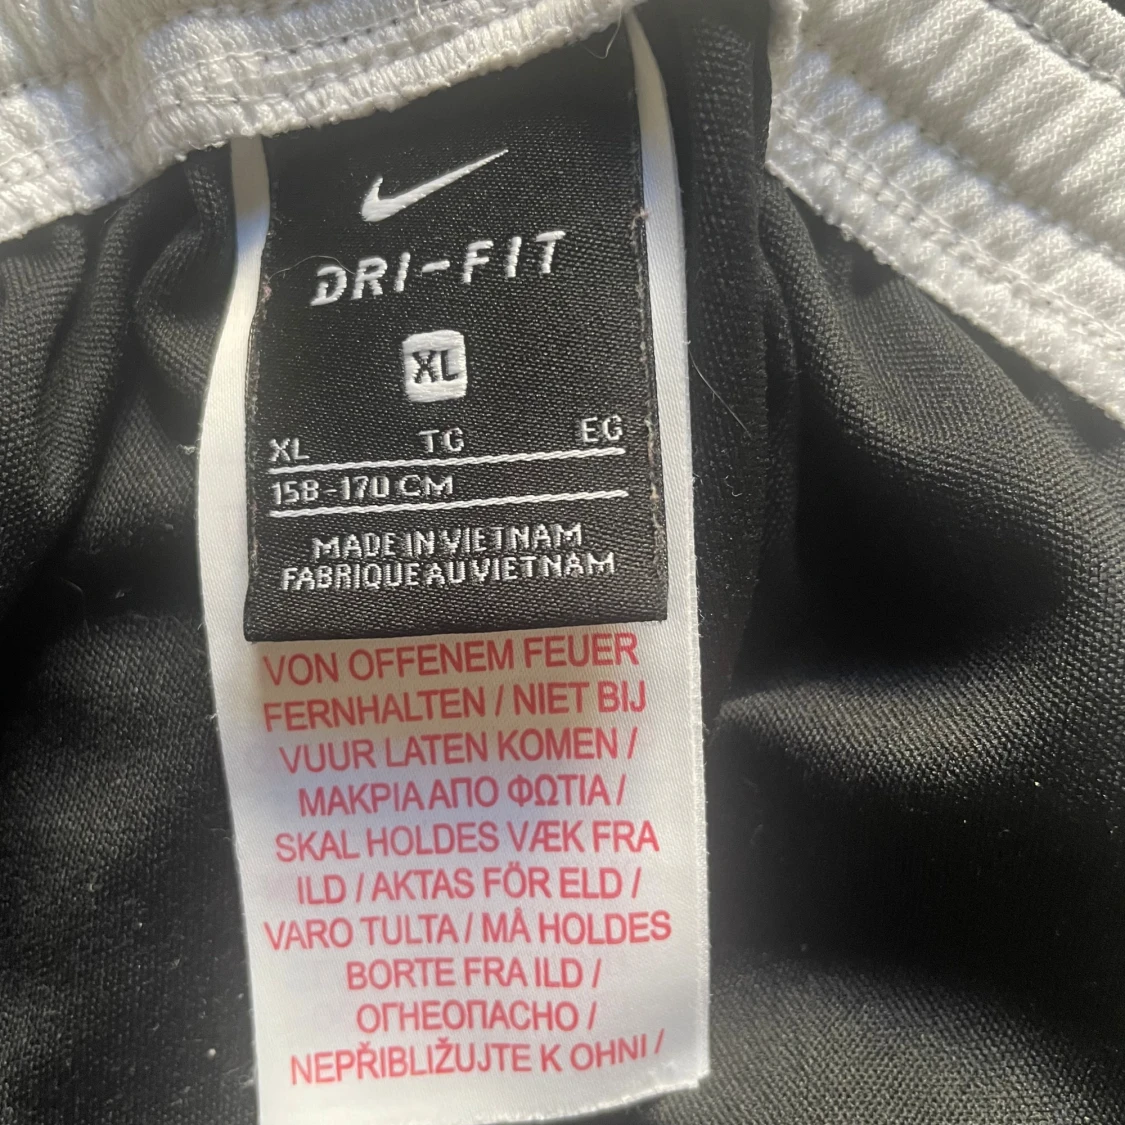 DRI-FIT
XL
XL TG EG
158-170 CM
MADE IN VIETNAM
FABRIQUE AU VIETNAM
VON OFFENEM FEUER
FERNHALTEN / NIET BIJ
VUUR LATEN KOMEN /
ΜΑΚΡΙΑ ΑΠΟ ΦΩΤΙΑ /
SKAL HOLDES VÆK FRA
ILD / AKTAS FÖR ELD /
VARO TULTA / MÅ HOLDES
BORTE FRA ILD /
ОГНЕОПАСНО /
NEPŘIBLIŽUJTE K OHNI /